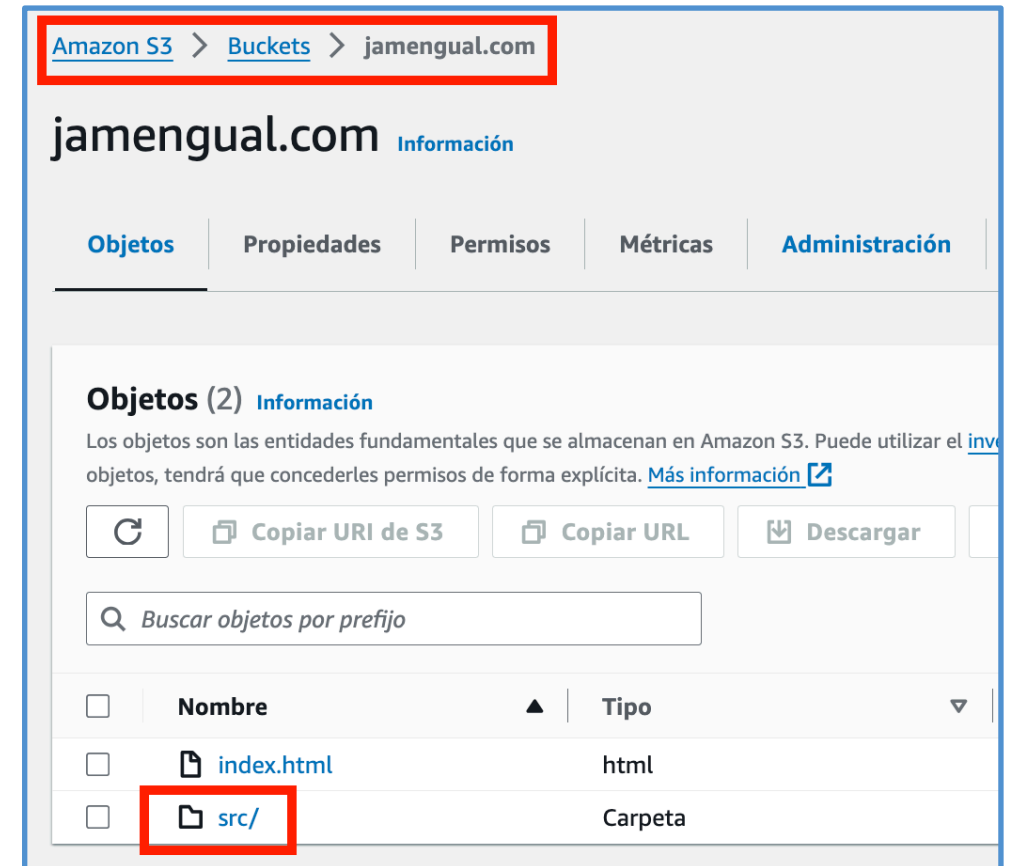 Amazon S3 > Buckets > jamengual.com
jamengual.com Información
Objetos Propiedades Permisos Métricas Administración
Objetos (2) Información
Los objetos son las entidades fundamentales que se almacenan en Amazon S3. Puede utilizar el
objetos, tendrá que concederles permisos de forma explícita. Más información
Copiar URI de S3 Copiar URL Descargar
Buscar objetos por prefijo
Nombre Tipo
index.html html
src/ Carpeta